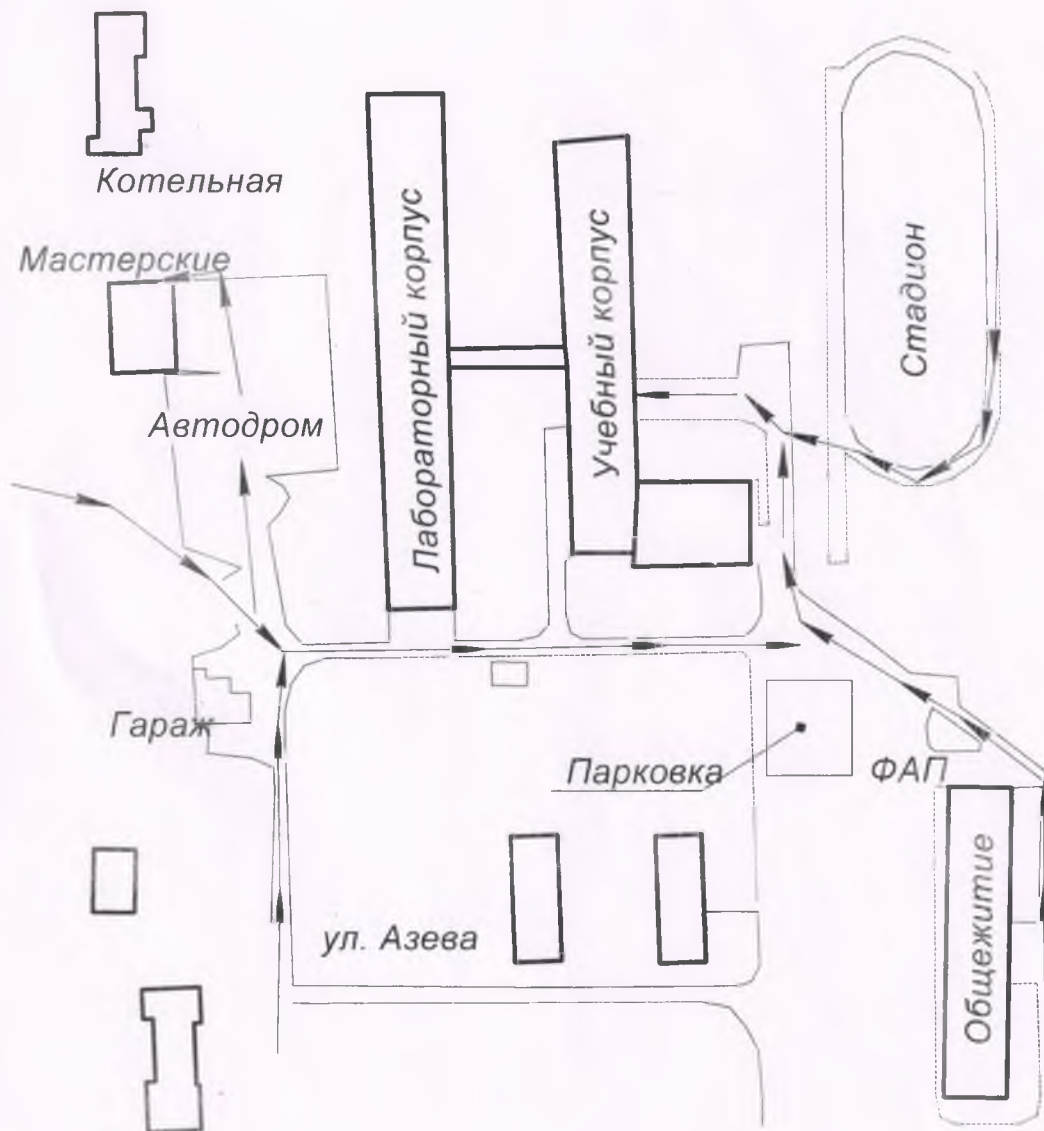 Котельная
Мастерские
Лабораторный корпус
Учебный корпус
Стадион
Автодром
Гараж
Парковка
ФАП
ул. Азева
Общежитие